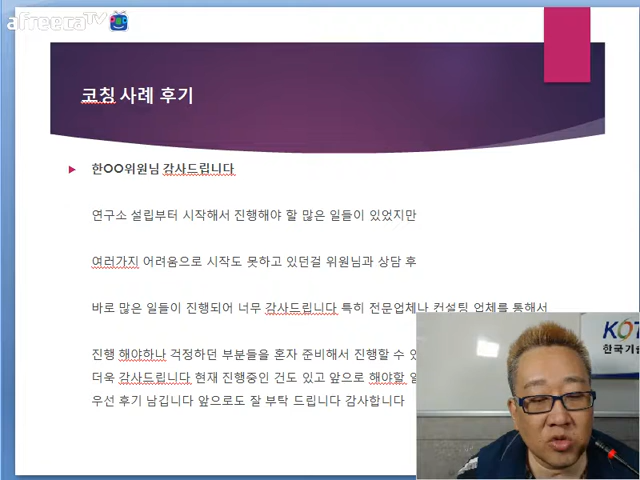 afreecaTV
코칭 사례 후기
한OO위원님 감사드립니다
연구소 설립부터 시작해서 진행해야 할 많은 일들이 있었지만
여러가지 어려움으로 시작도 못하고 있던걸 위원님과 상담 후
바로 많은 일들이 진행되어 너무 감사드립니다 특히 전문업체나 컨설팅 업체를 통해서
진행 해야하나 걱정하던 부분들을 혼자 준비해서 진행할 수
더욱 감사드립니다 현재 진행중인 건도 있고 앞으로 해야할
우선 후기 남깁니다 앞으로도 잘 부탁 드립니다 감사합니다
KOT
한국기